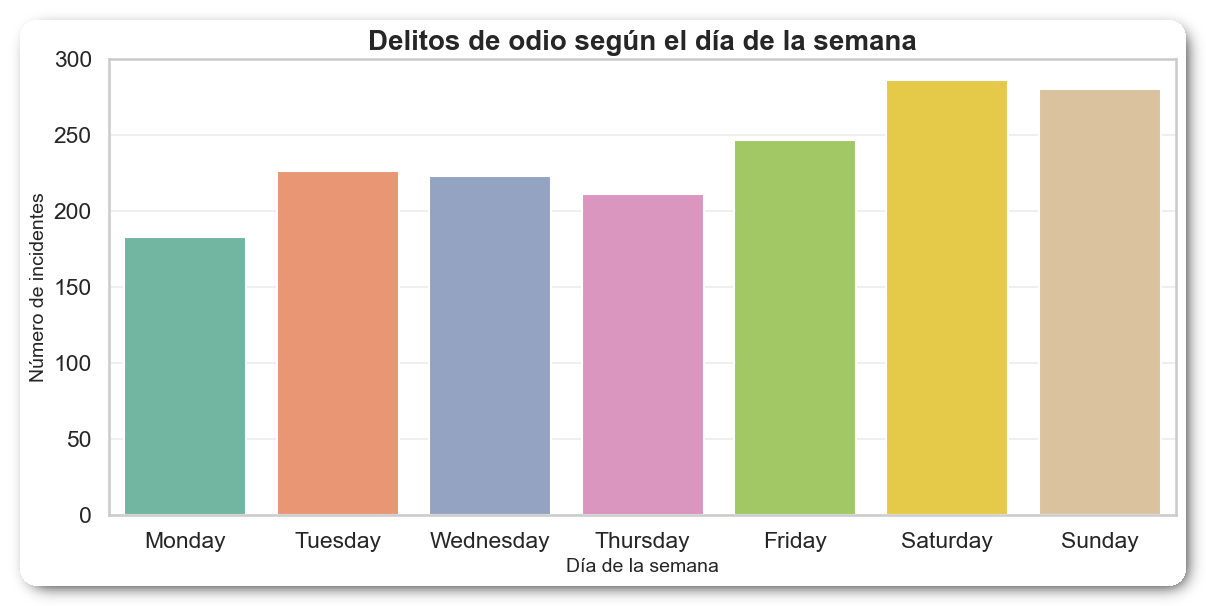 Delitos de odio según el día de la semana
Número de incidentes
300
250
200
150
100
50
0
Monday Tuesday Wednesday Thursday Friday Saturday Sunday
Día de la semana